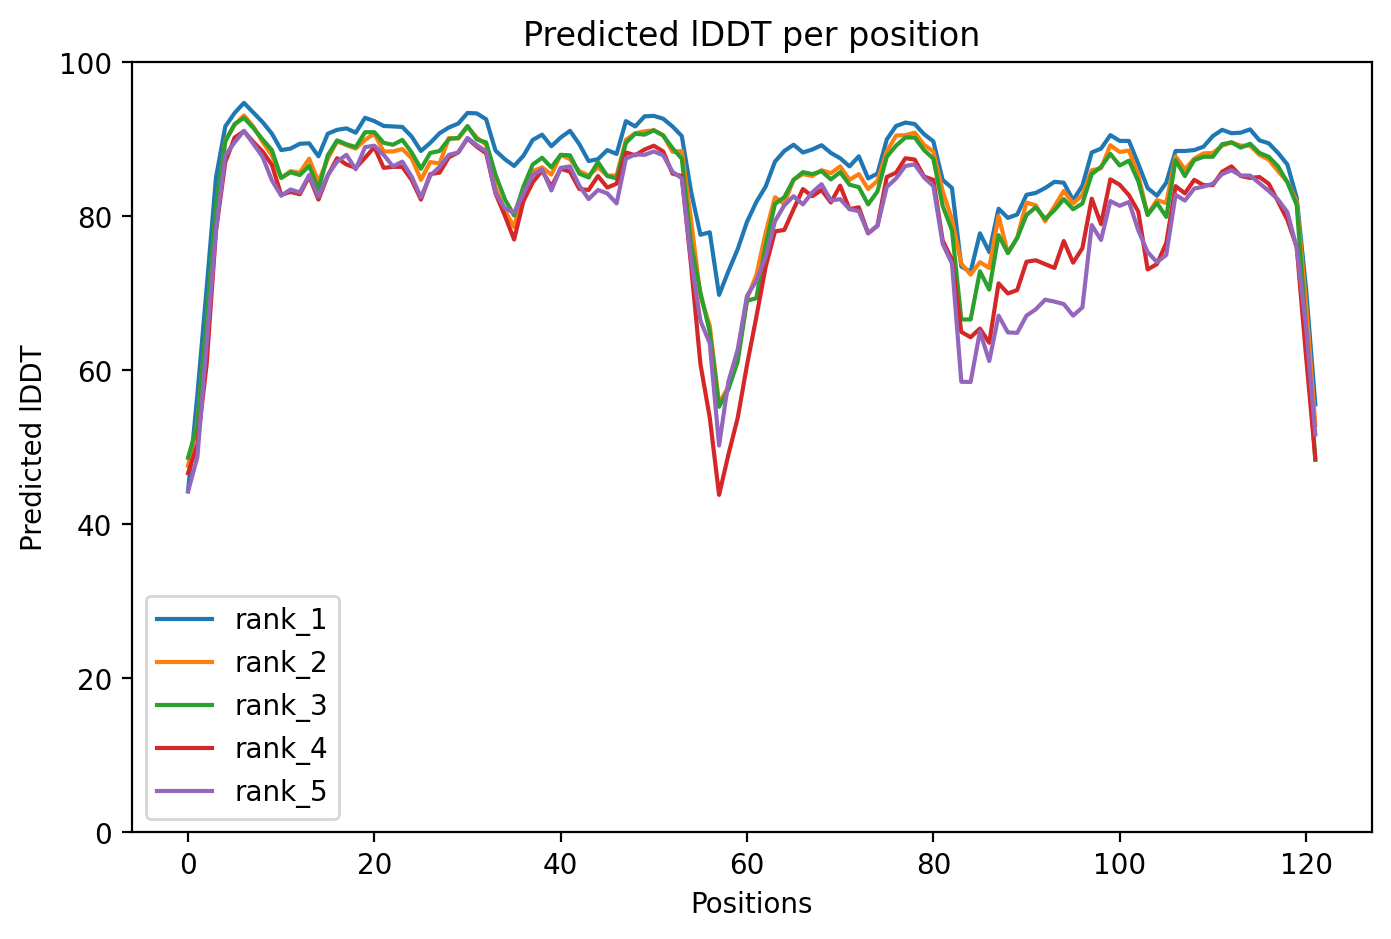 Predicted lDDT per position
Predicted lDDT
100
80
60
40
20
0
rank_1
rank_2
rank_3
rank_4
rank_5
0 20 40 60 80 100 120
Positions